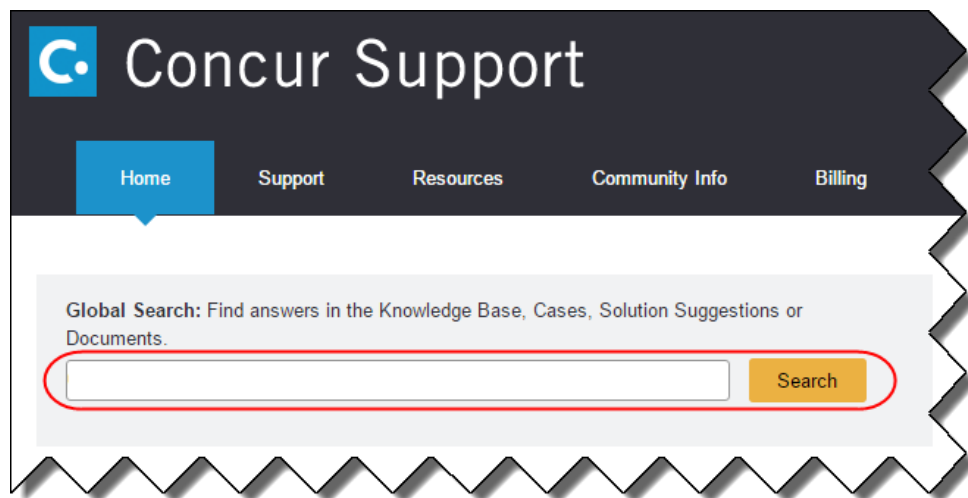 Concur Support
Home Support Resources Community Info Billing
Global Search: Find answers in the Knowledge Base, Cases, Solution Suggestions or
Documents.
Search